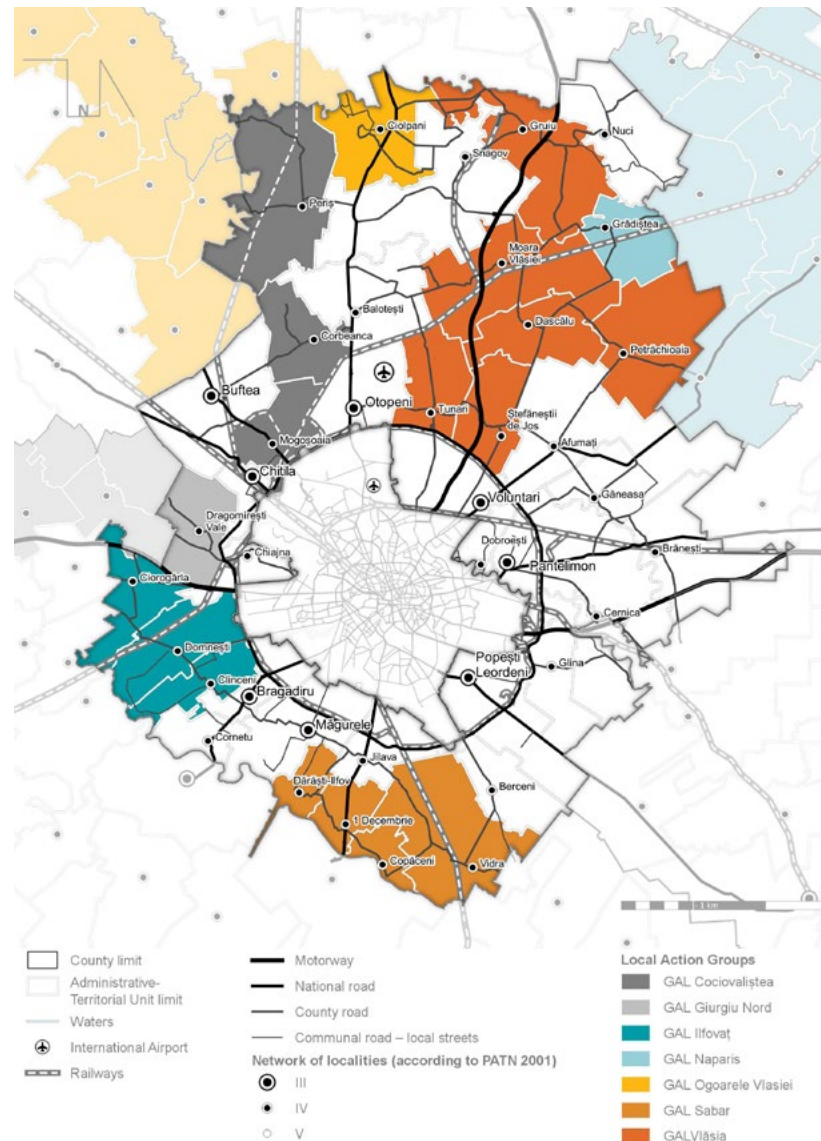 N
Ciolpani
Gruiu
Nuci
Snagov
Periș
Grădiștea
Moara
Vlăsiei
Balotești
Dascălu
Corbeanca
Petrăchioaia
Buftea
Otopeni
Tunari
Ștefăneștii
de Jos
Mogoșoaia
Afumați
Chitila
Găneasa
Voluntari
Dragomirești
Vale
Dobroești
Brănești
Chiajna
Pantelimon
Ciorogârla
Cernica
Domnești
Popești
Leordeni
Glina
Clinceni
Bragadiru
Măgurele
Cornetu
Jilava
Dărăști-Ilfov
Berceni
1 Decembrie
Copăceni
Vidra
1 km
County limit
Administrative-
Territorial Unit limit
Waters
International Airport
Railways
Motorway
National road
County road
Communal road – local streets
Network of localities (according to PATN 2001)
III
IV
V
Local Action Groups
GAL Cociovaliștea
GAL Giurgiu Nord
GAL Ilfovăț
GAL Naparis
GAL Ogoarele Vlasiei
GAL Sabar
GALVlăsia